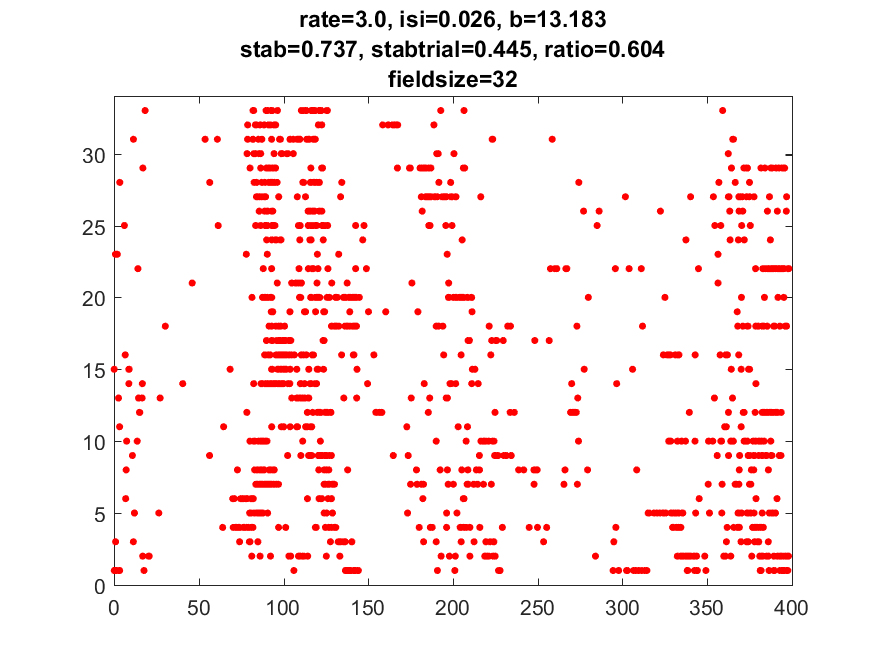 rate=3.0, isi=0.026, b=13.183
stab=0.737, stabtrial=0.445, ratio=0.604
fieldsize=32
30
25
20
15
10
5
0
0 50 100 150 200 250 300 350 400